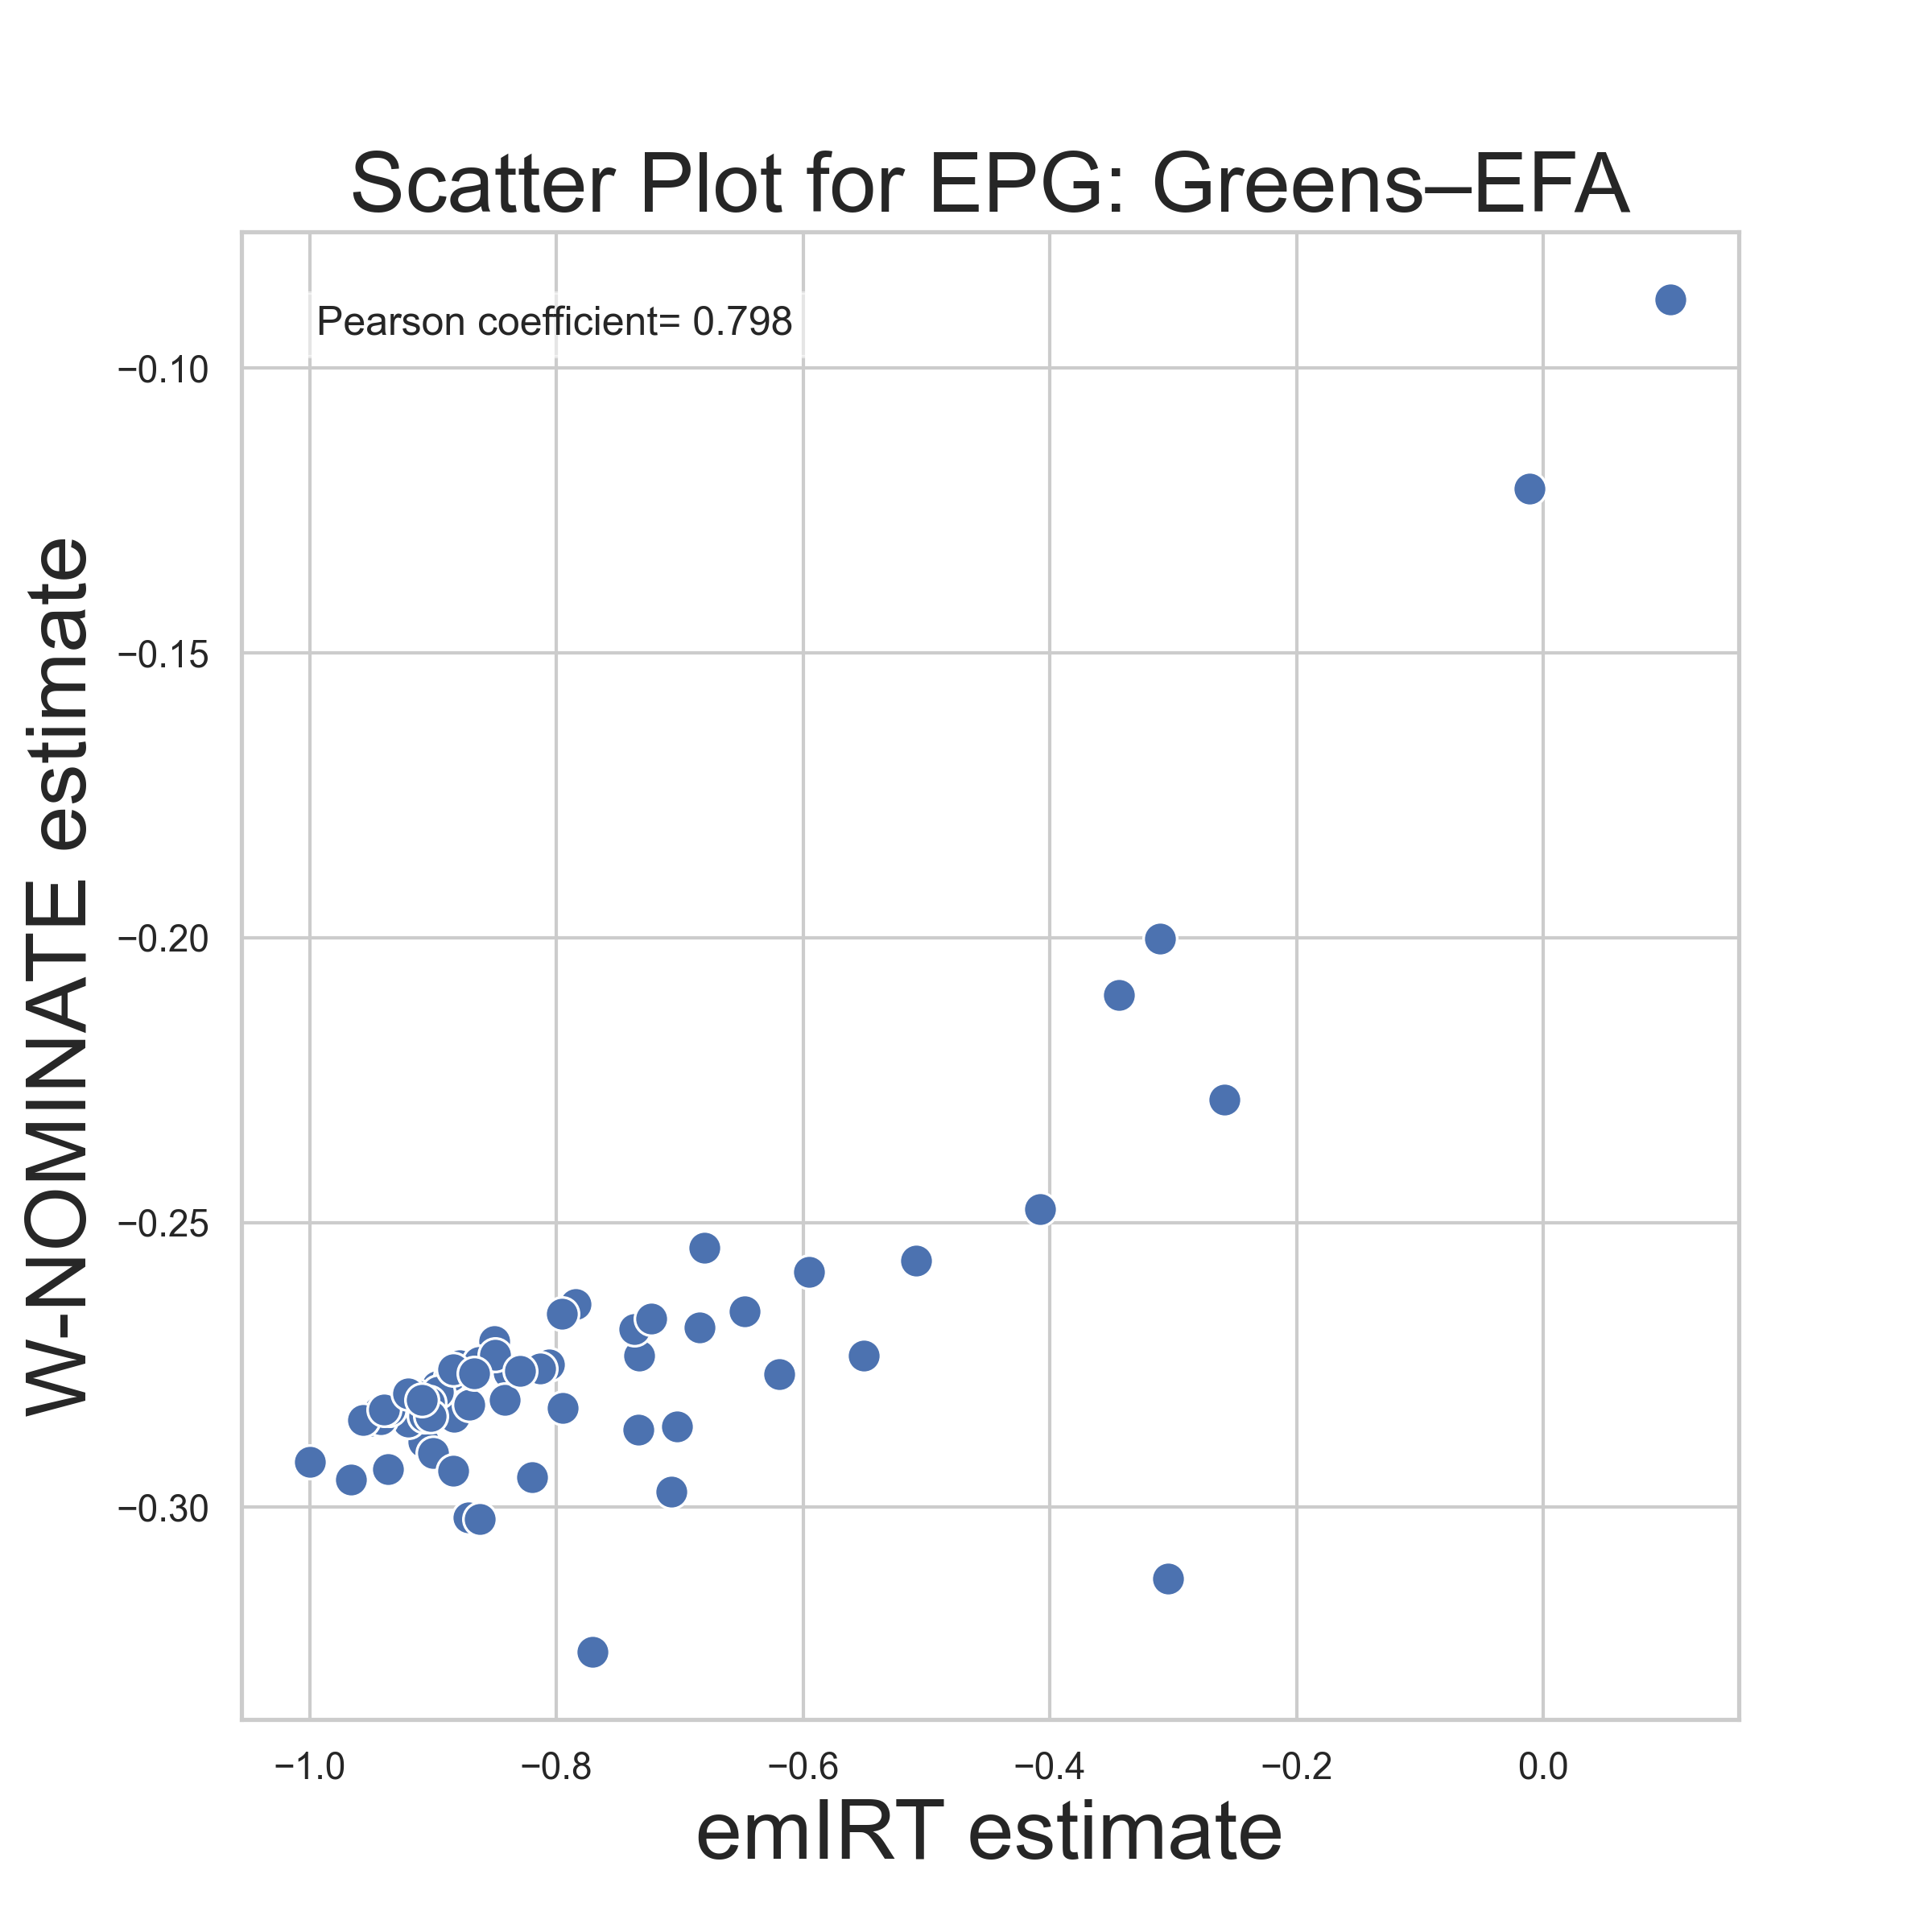 Scatter Plot for EPG: Greens–EFA
Pearson coefficient= 0.798
W-NOMINATE estimate
−0.10
−0.15
−0.20
−0.25
−0.30
−1.0 −0.8 −0.6 −0.4 −0.2 0.0
emIRT estimate